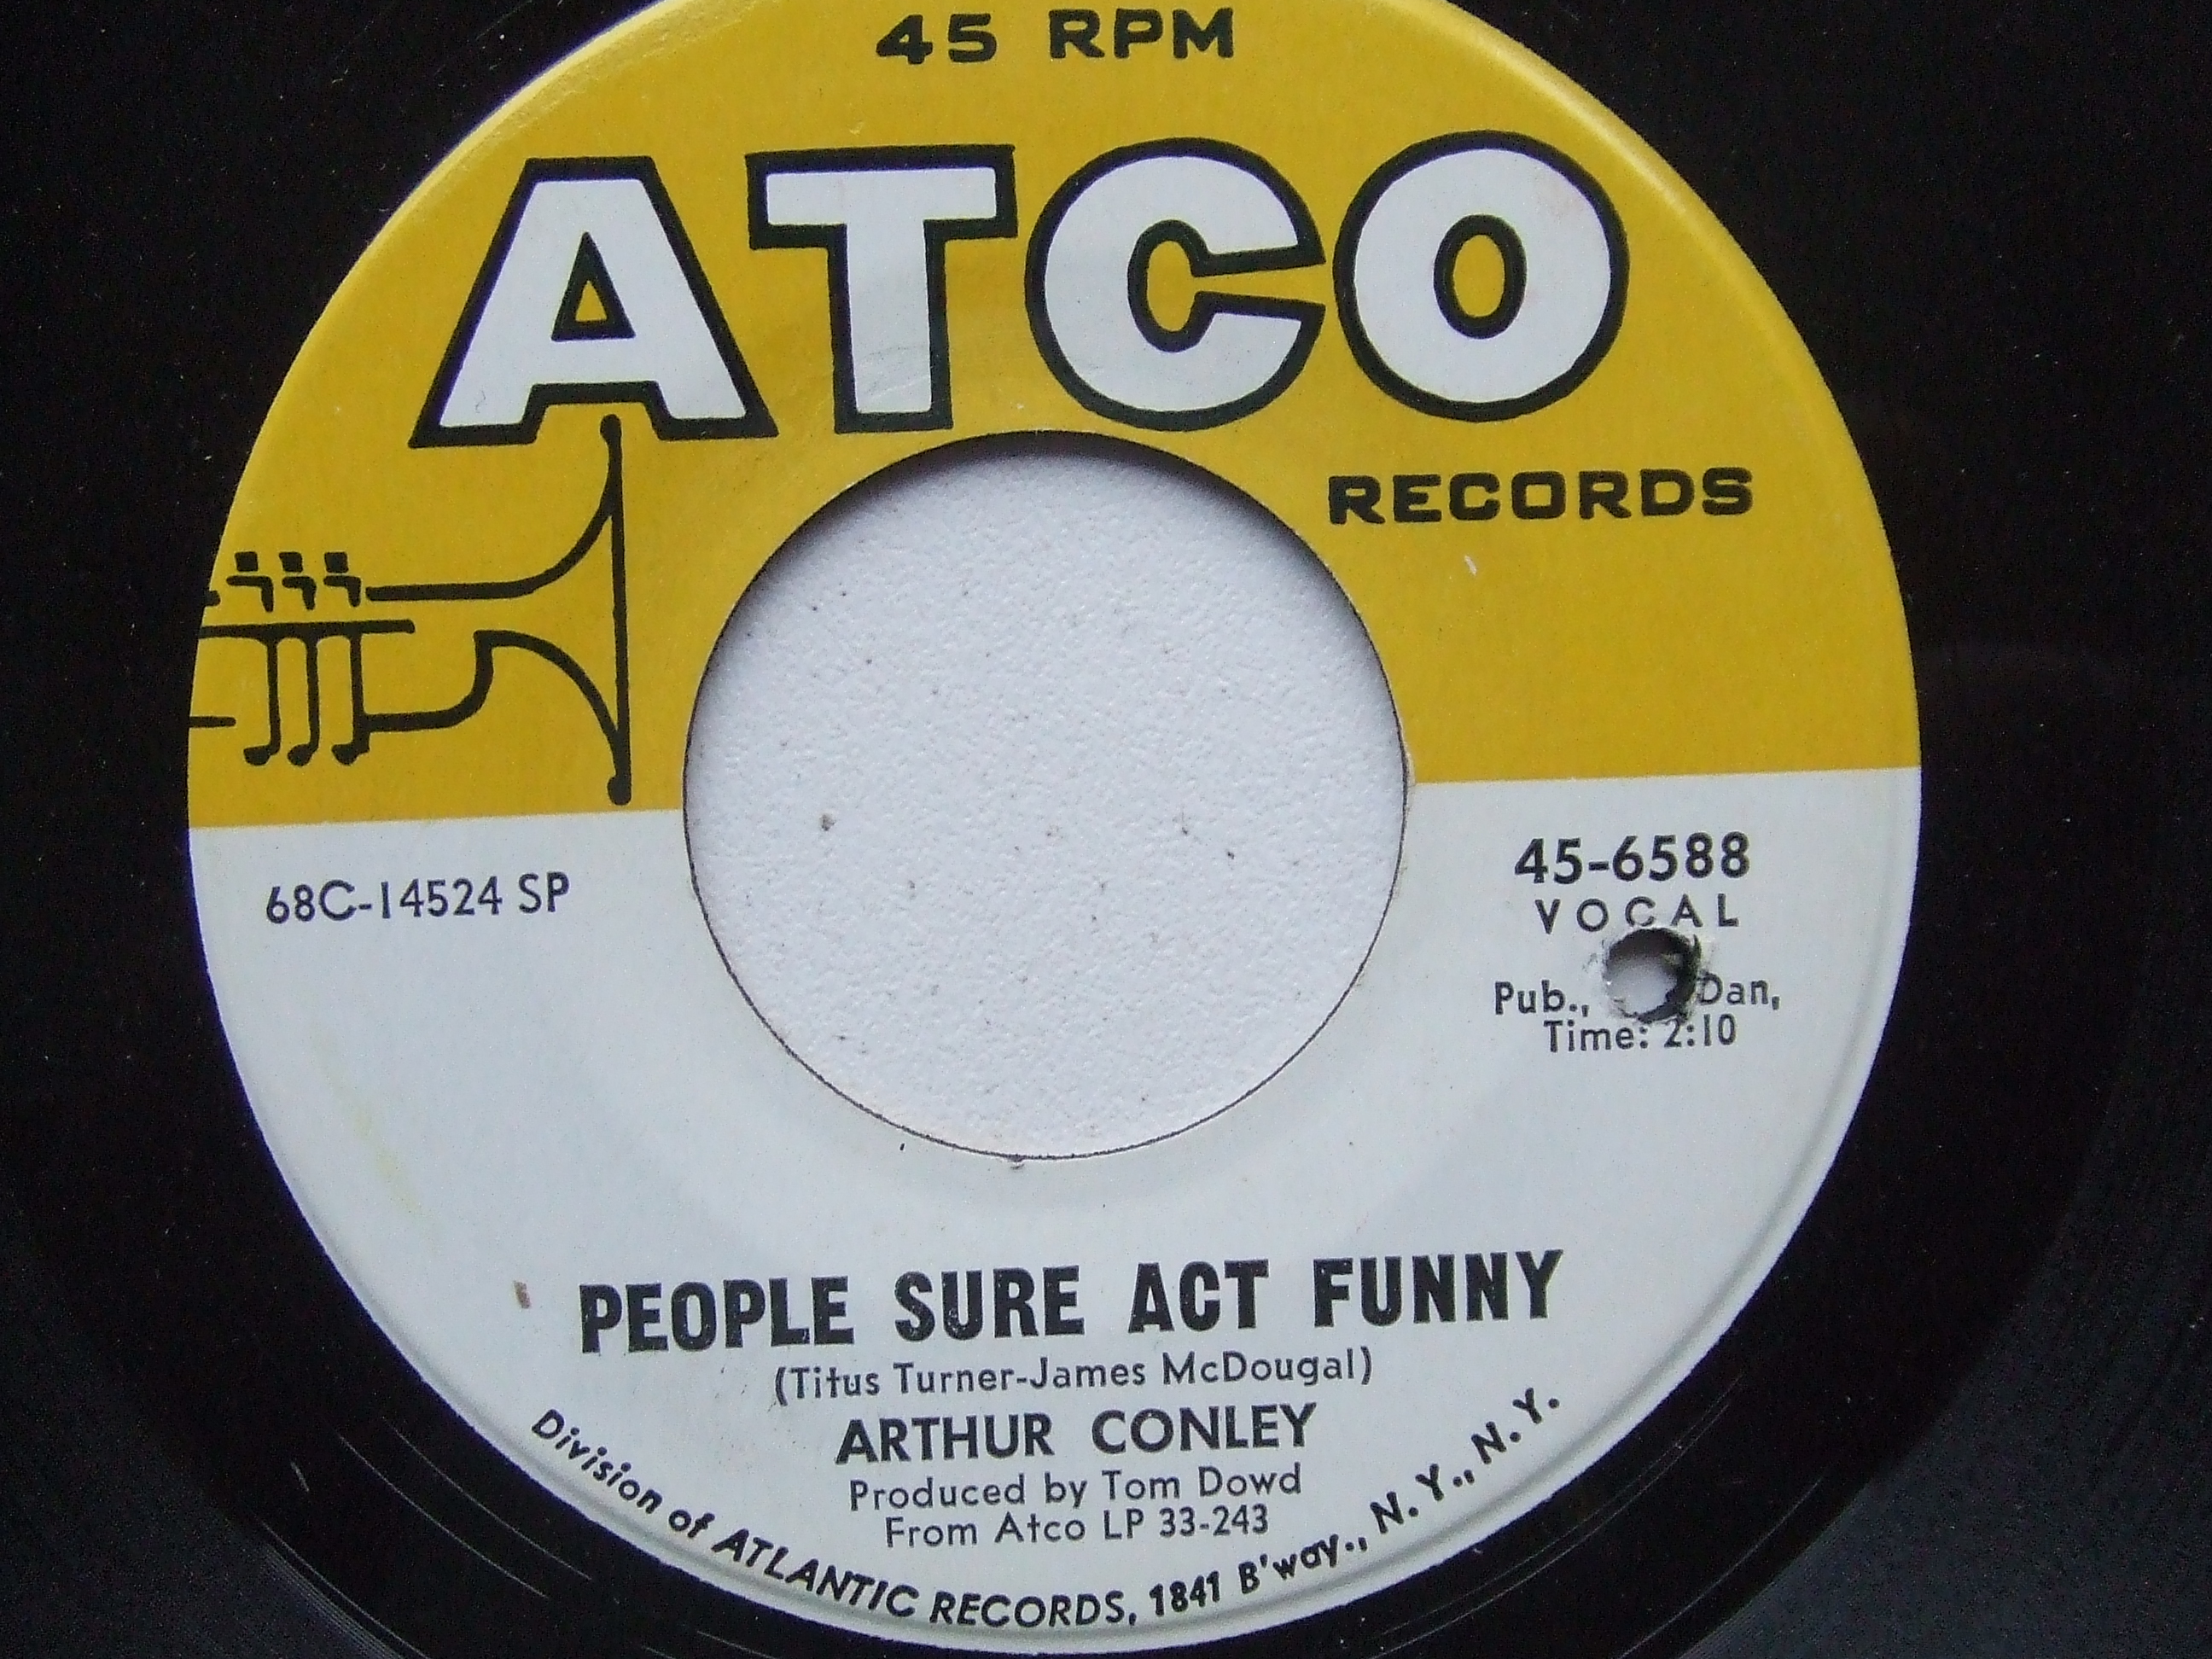 45 RPM
ATCO
RECORDS
68C-14524 SP
45-6588
VOCAL
Pub., Dan,
Time: 2:10
PEOPLE SURE ACT FUNNY
(Titus Turner-James McDougal)
ARTHUR CONLEY
Produced by Tom Dowd
From Atco LP 33-243
Division of ATLANTIC RECORDS, 1841 B'way., N. Y., N. Y.